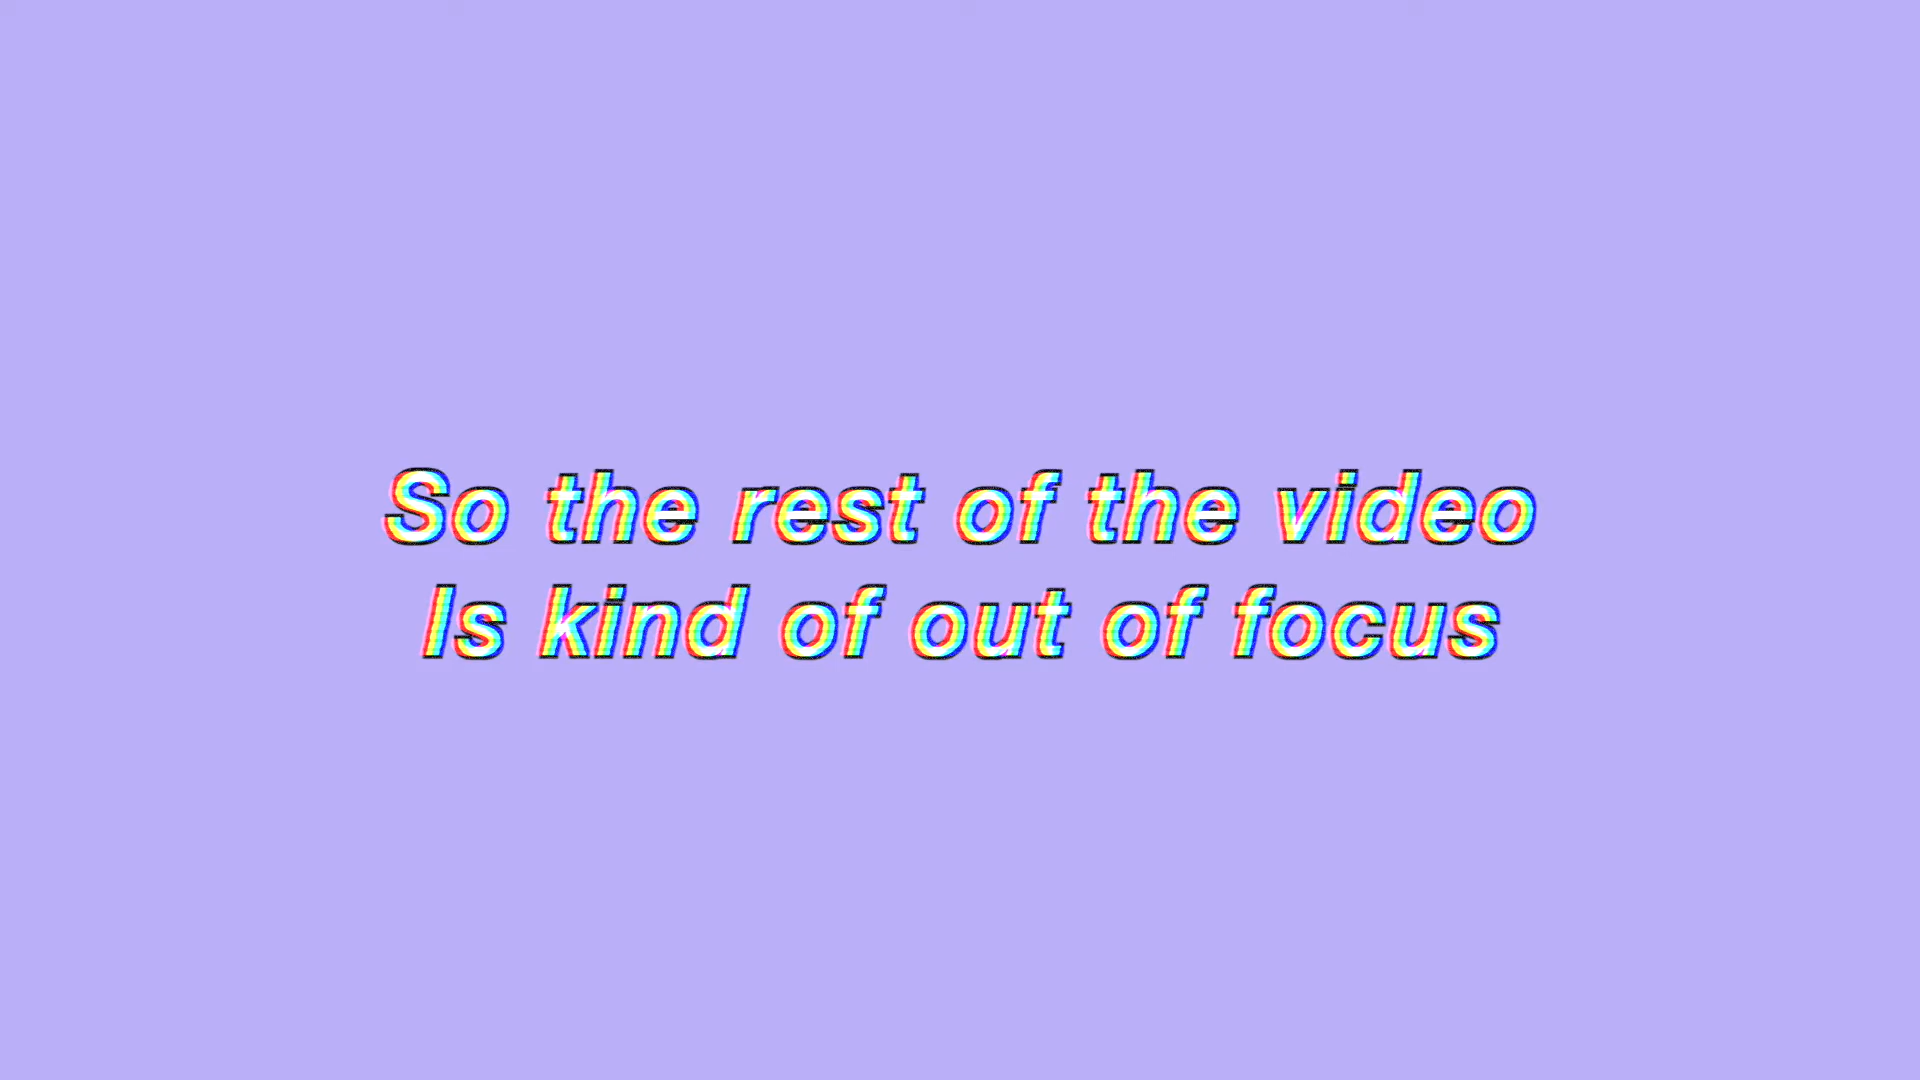 So the rest of the video
Is kind of out of focus